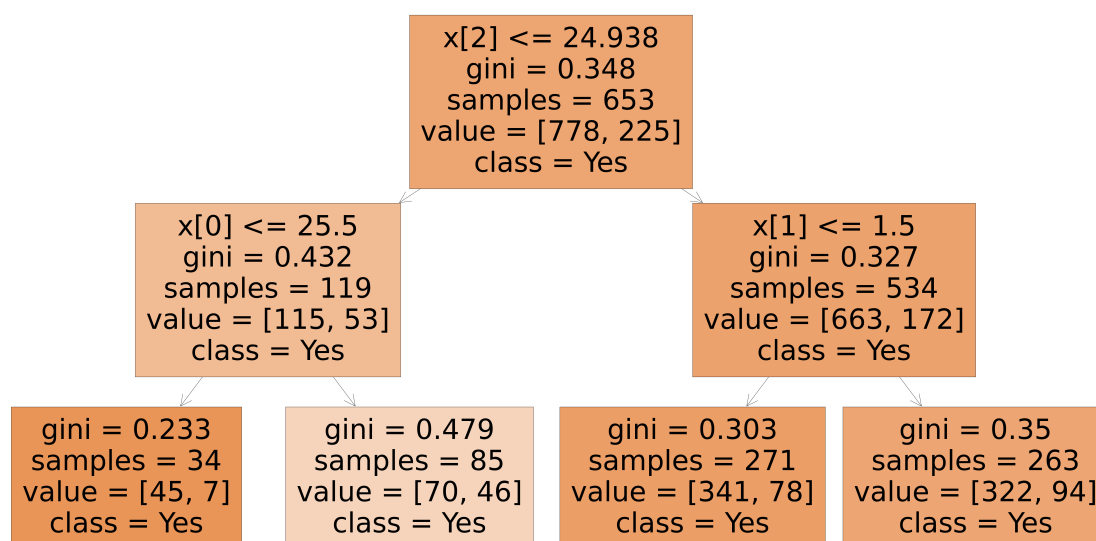 x[2] <= 24.938
gini = 0.348
samples = 653
value = [778, 225]
class = Yes
x[0] <= 25.5
gini = 0.432
samples = 119
value = [115, 53]
class = Yes
x[1] <= 1.5
gini = 0.327
samples = 534
value = [663, 172]
class = Yes
gini = 0.233
samples = 34
value = [45, 7]
class = Yes
gini = 0.479
samples = 85
value = [70, 46]
class = Yes
gini = 0.303
samples = 271
value = [341, 78]
class = Yes
gini = 0.35
samples = 263
value = [322, 94]
class = Yes